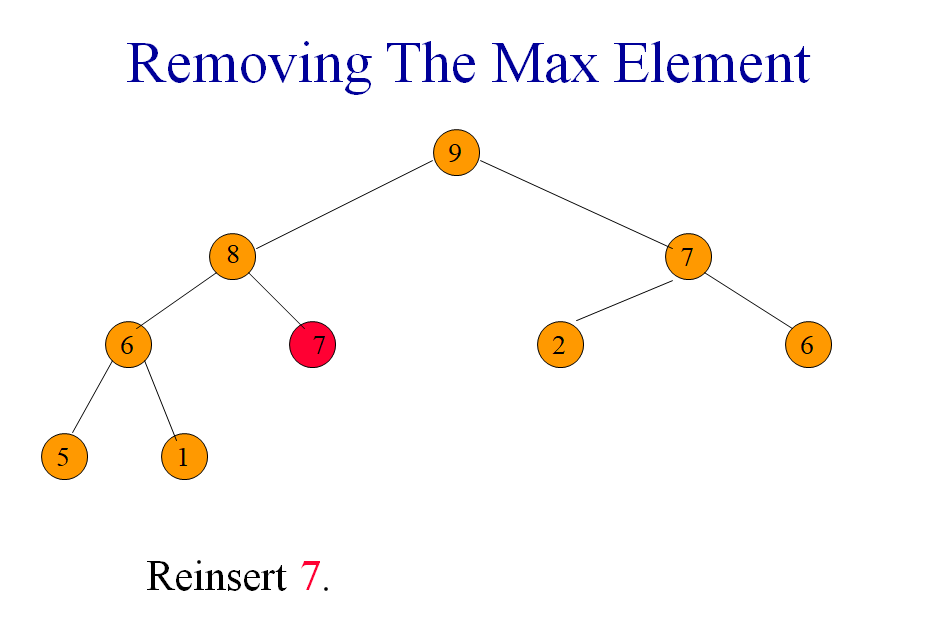 Removing The Max Element
9
8 7
6 7 2 6
5 1
Reinsert 7.